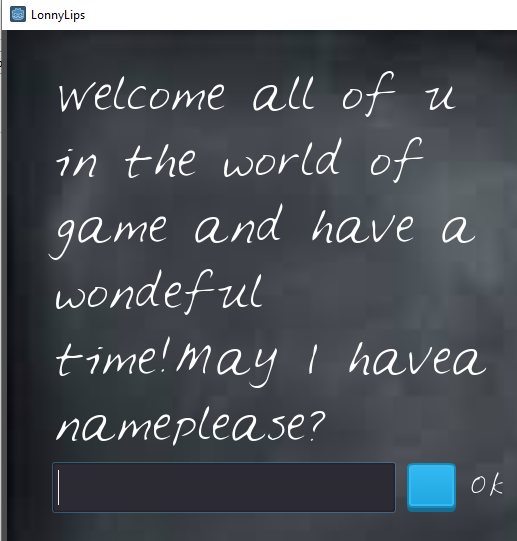 LonnyLips
Welcome all of u
in the world of
game and have a
wondeful
time!May I havea
nameplease?
OK